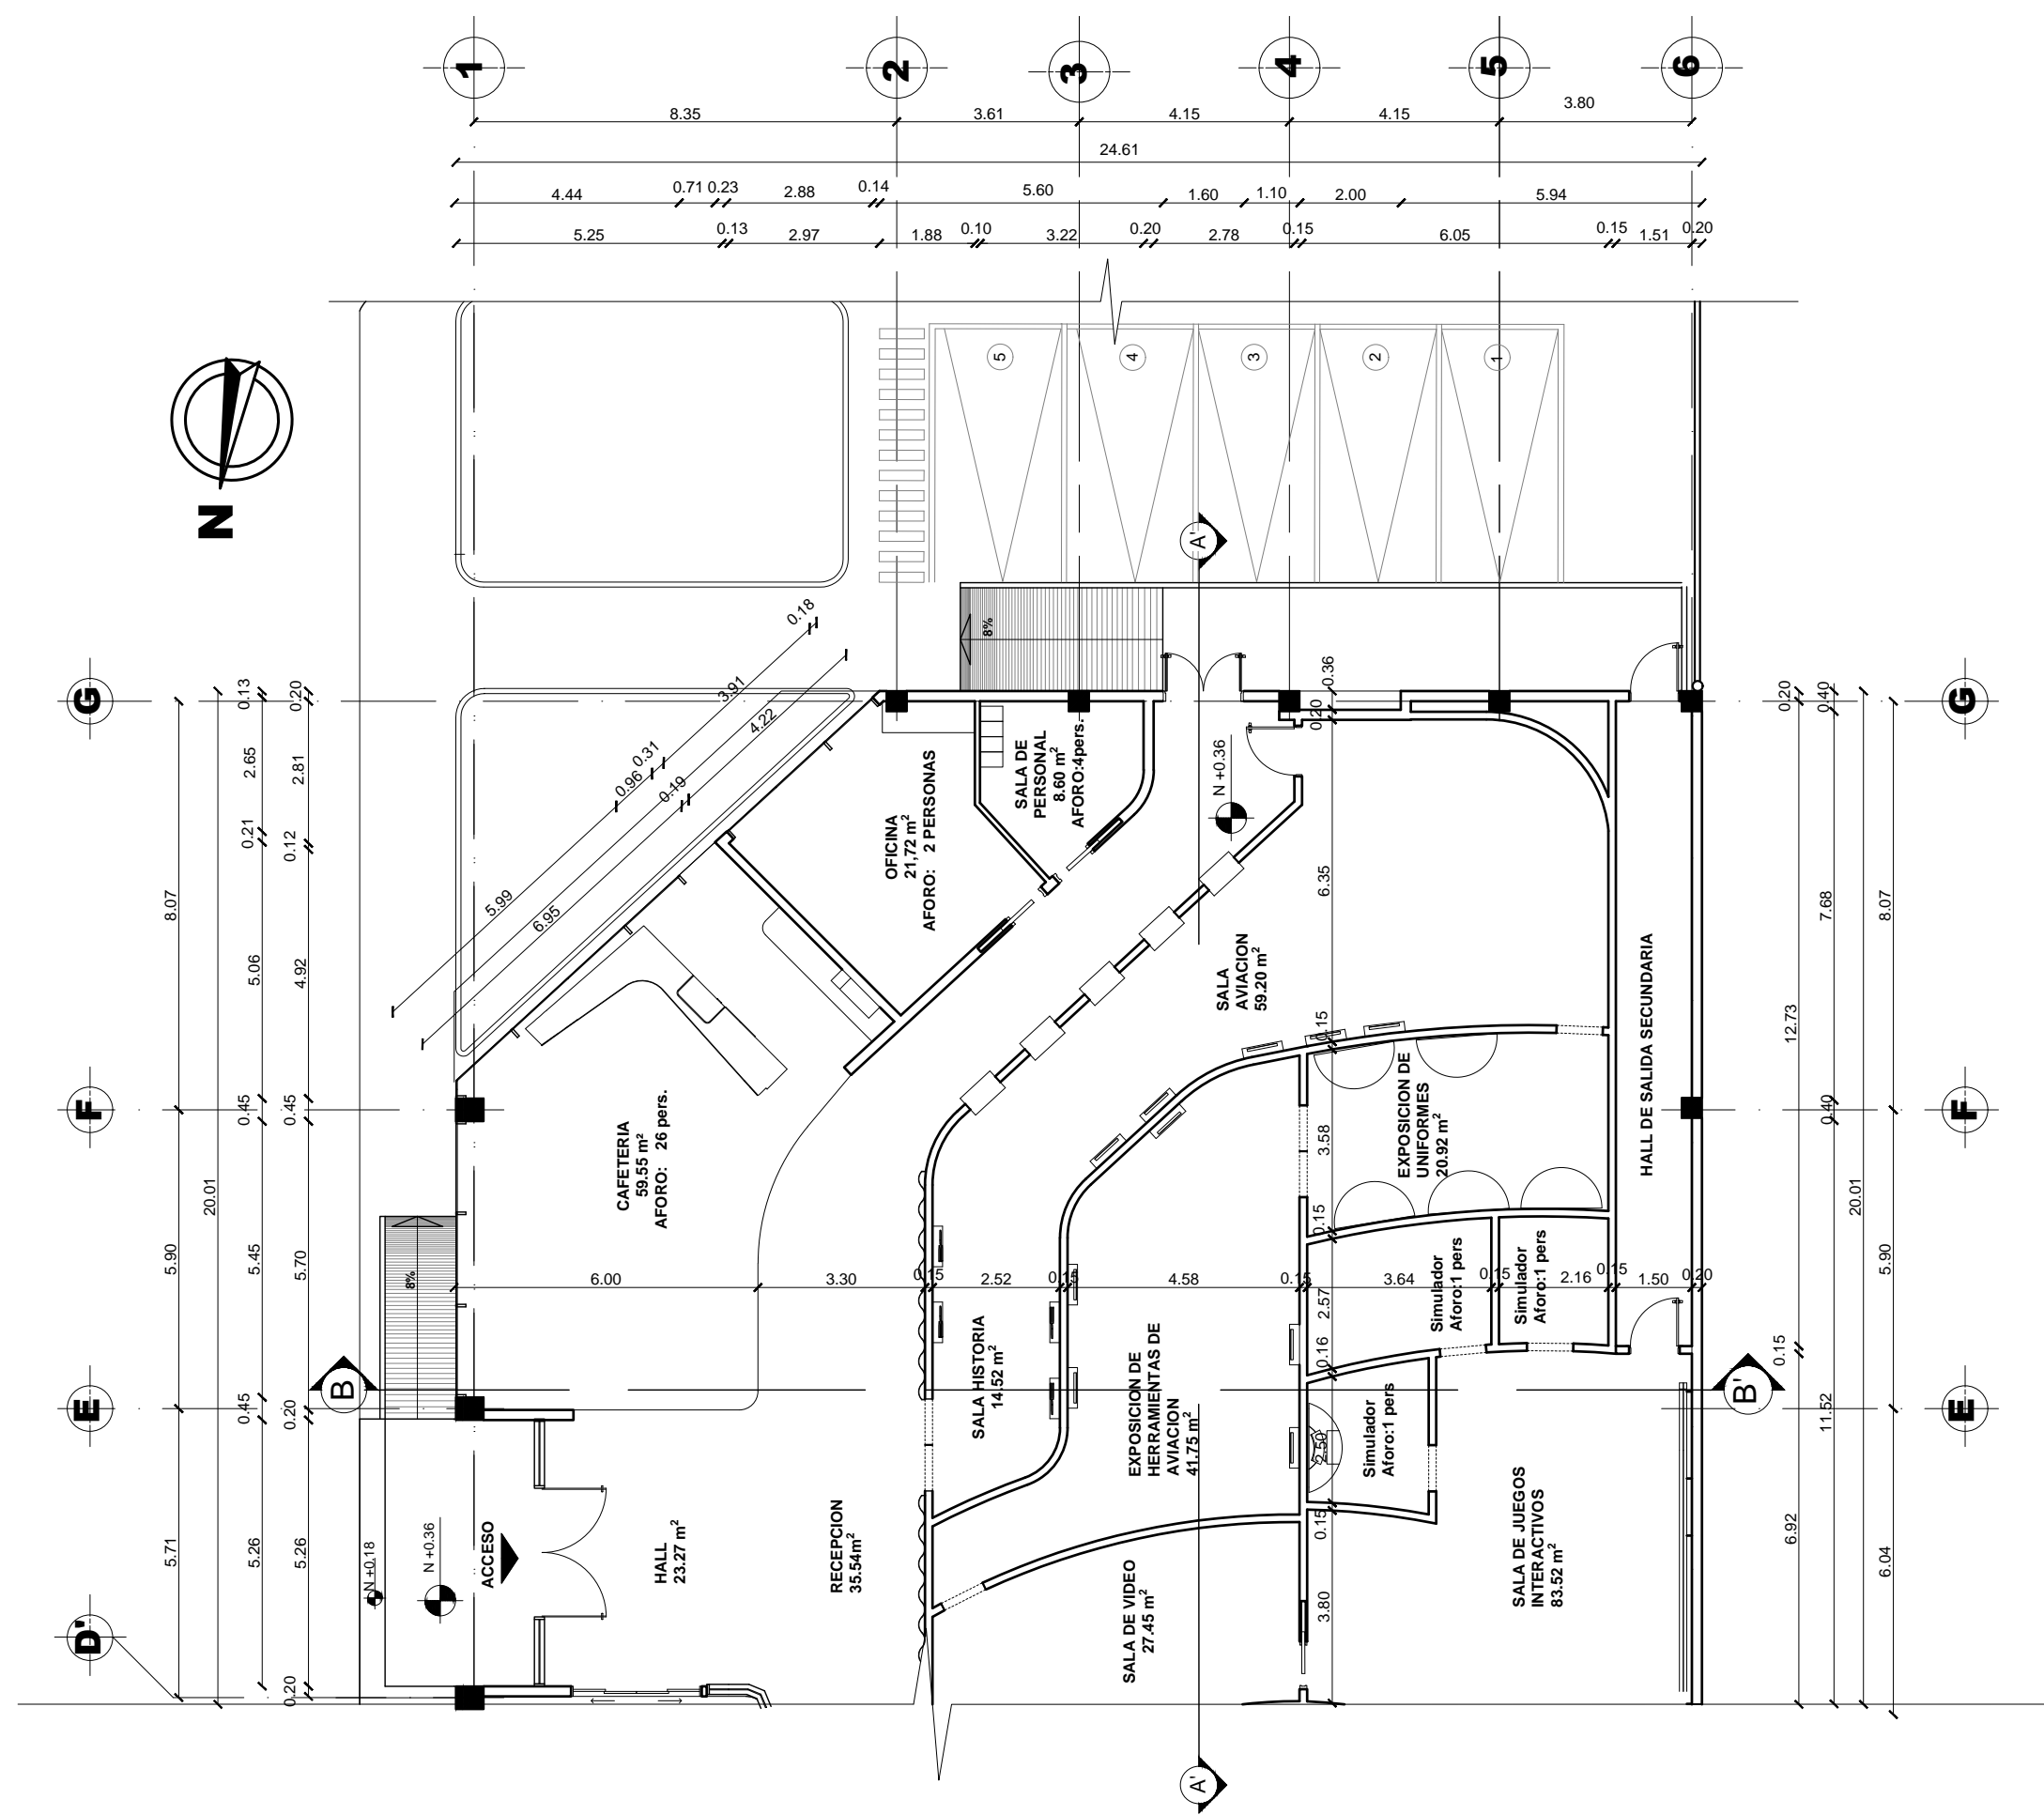 1
2
3
4
5
6
8.35
3.61
4.15
4.15
3.80
24.61
4.44
0.71
0.23
2.88
0.14
5.60
1.60
1.10
2.00
5.94
5.25
0.13
2.97
1.88
0.10
3.22
0.20
2.78
0.15
6.05
0.15
1.51
0.20
5
4
3
2
1
N
A'
8%
0.18
3.91
4.22
0.31
0.96
0.19
5.99
6.95
G
F
E
D'
8.07
5.90
5.71
20.01
0.13
2.65
0.21
5.06
0.45
5.45
0.45
5.26
0.20
2.81
0.12
4.92
0.45
5.70
0.20
5.26
0.20
OFICINA
21,72 m²
AFORO: 2 PERSONAS
SALA DE
PERSONAL
8.60 m²
AFORO:4pers.
N +0.36
0.36
0.20
6.35
0.15
3.58
0.15
2.57
0.16
2.50
0.15
3.80
SALA
AVIACION
59.20 m²
CAFETERIA
59.55 m²
AFORO: 26 pers.
EXPOSICION DE
UNIFORMES
20.92 m²
HALL DE SALIDA SECUNDARIA
8%
6.00
3.30
0.15
2.52
0.15
4.58
0.15
3.64
0.15
2.16
0.15
1.50
0.20
Simulador
Aforo:1 pers
Simulador
Aforo:1 pers
Simulador
Aforo:1 pers
B
B'
SALA HISTORIA
14.52 m²
EXPOSICION DE
HERRAMIENTAS DE
AVIACION
41.75 m²
SALA DE JUEGOS
INTERACTIVOS
83.52 m²
N +0.18
N +0.36
ACCESO
HALL
23.27 m²
RECEPCION
35.54m²
SALA DE VIDEO
27.45 m²
A'
0.20
12.73
0.15
6.92
0.40
7.68
0.40
11.52
20.01
8.07
5.90
6.04
G
F
E